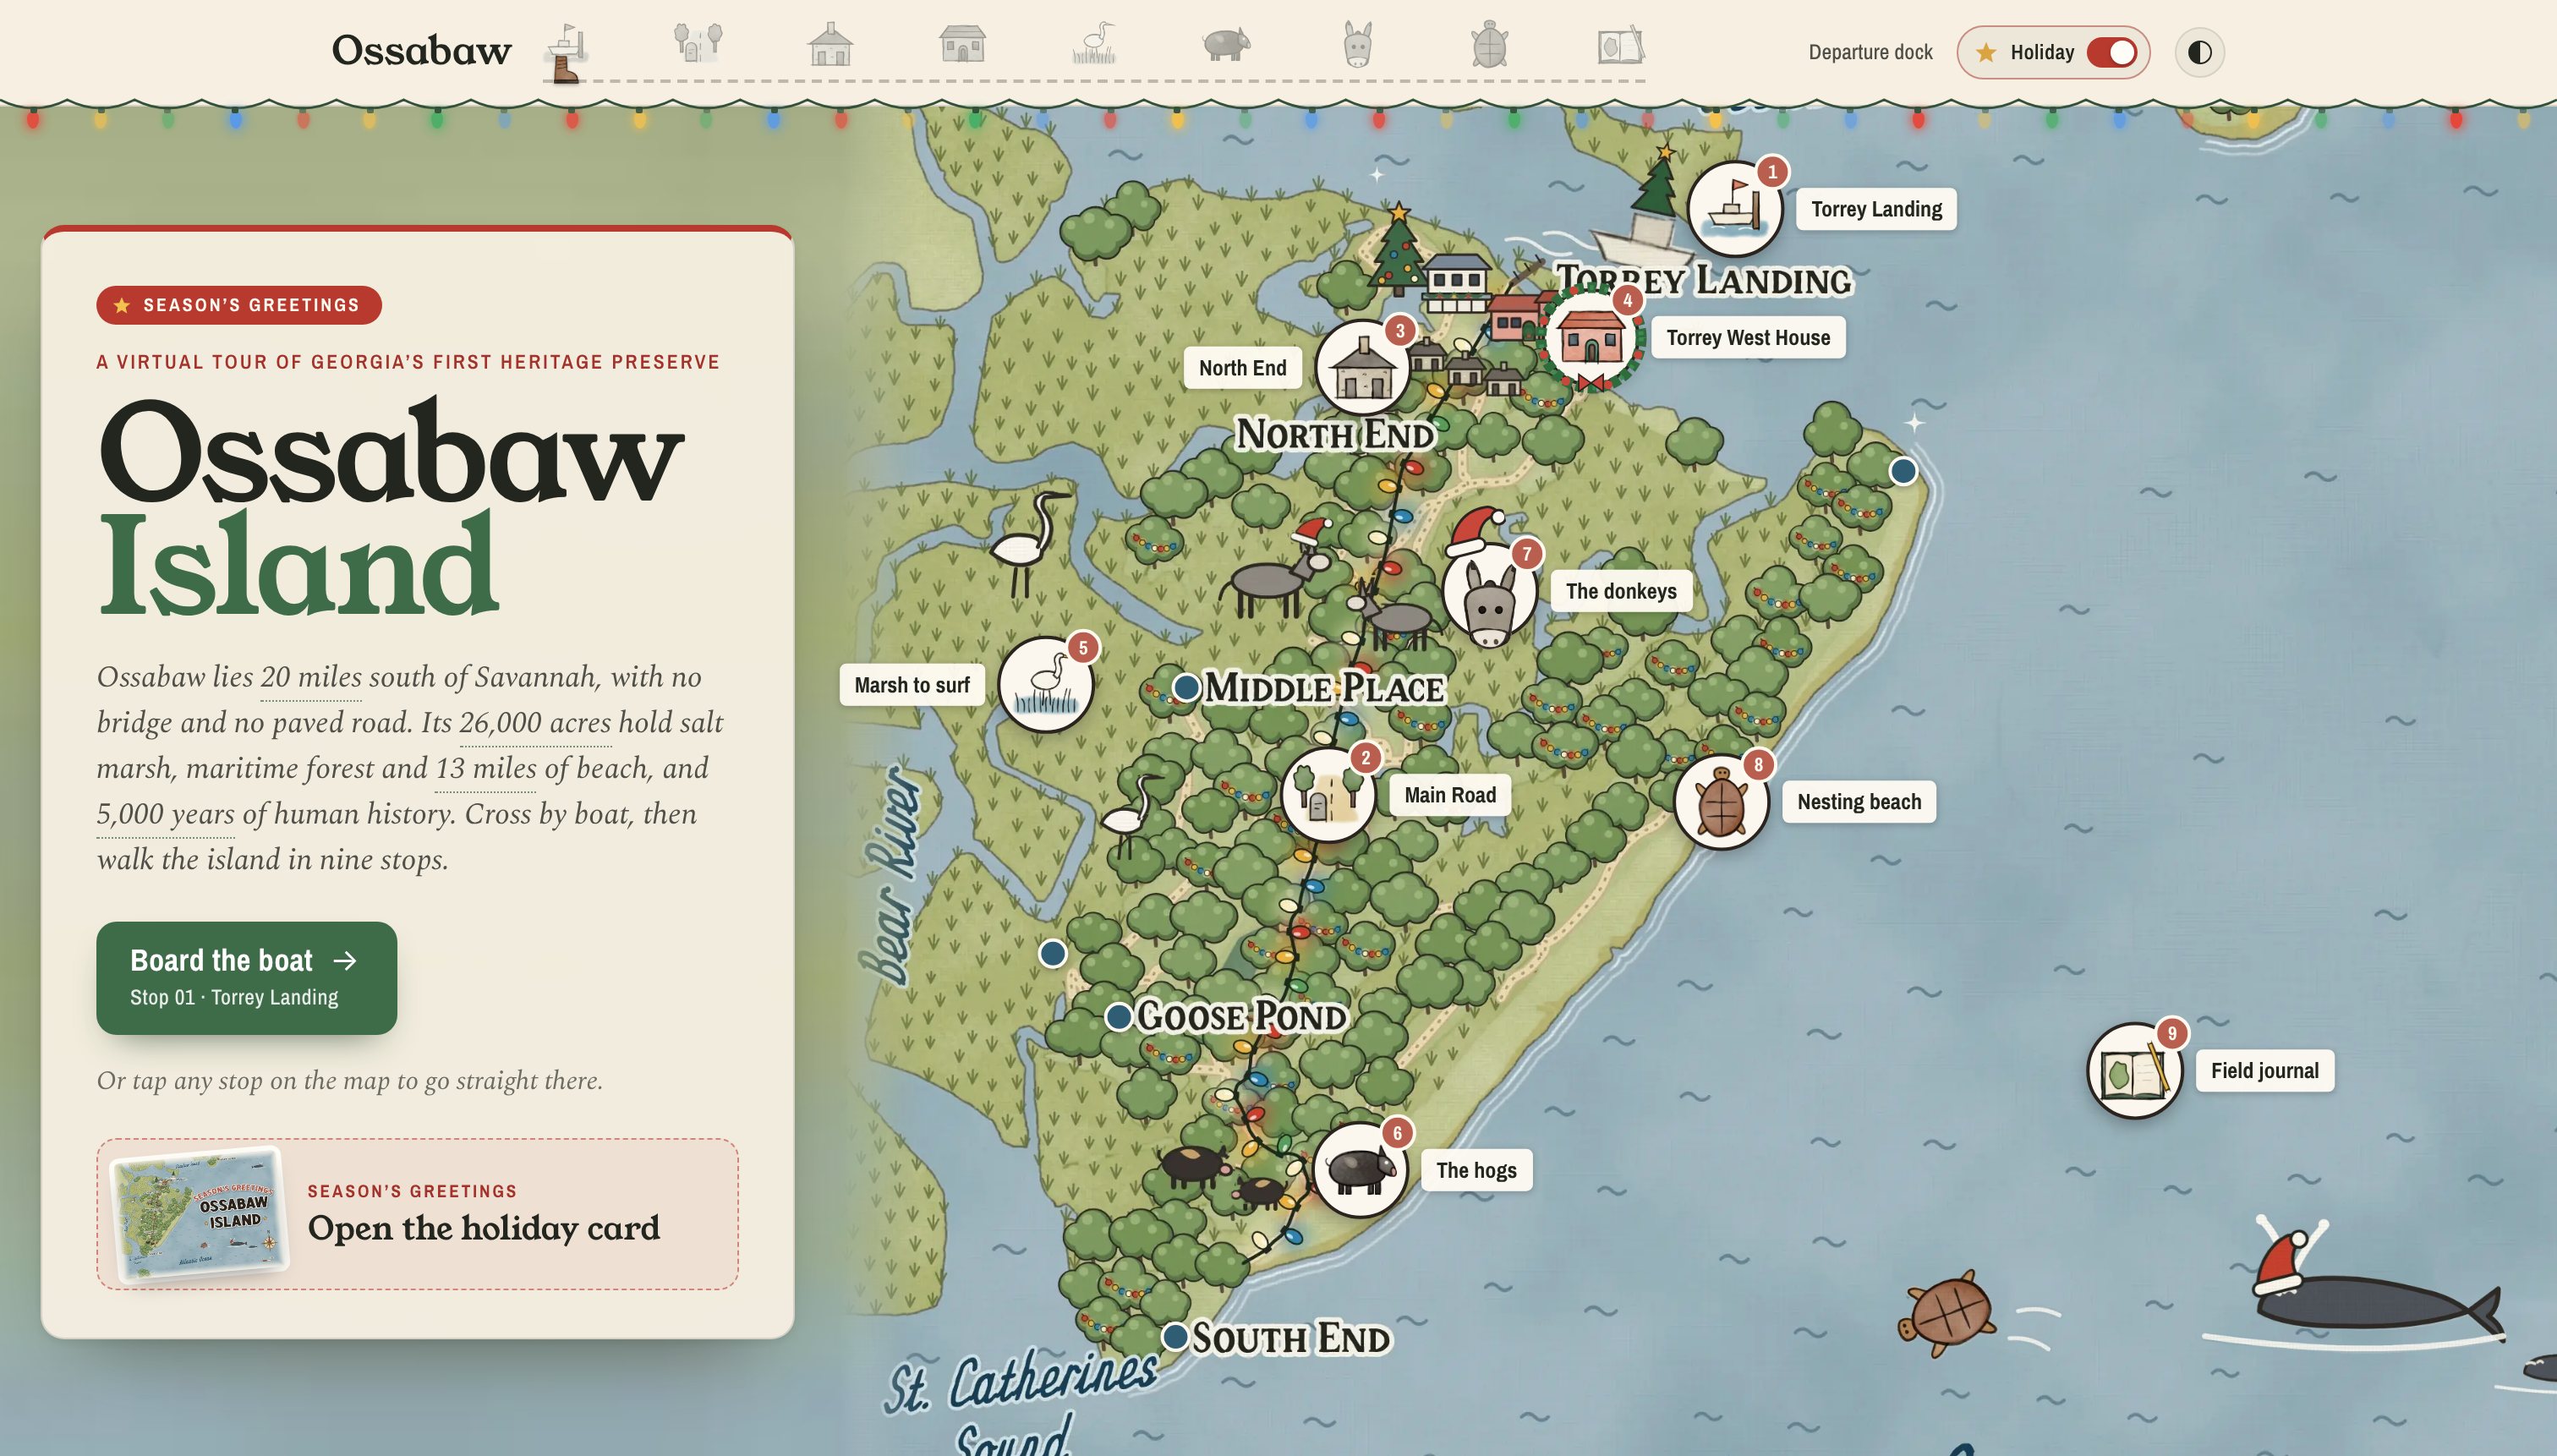 Ossabaw
Departure dock
Holiday
SEASON'S GREETINGS
A VIRTUAL TOUR OF GEORGIA'S FIRST HERITAGE PRESERVE
Ossabaw
Island
Ossabaw lies 20 miles south of Savannah, with no
bridge and no paved road. Its 26,000 acres hold salt
marsh, maritime forest and 13 miles of beach, and
5,000 years of human history. Cross by boat, then
walk the island in nine stops.
Board the boat →
Stop 01 · Torrey Landing
Or tap any stop on the map to go straight there.
SEASON'S GREETINGS
OSSABAW
ISLAND
SEASON'S GREETINGS
Open the holiday card
1
Torrey Landing
TORREY LANDING
4
Torrey West House
3
North End
NORTH END
7
The donkeys
5
Marsh to surf
MIDDLE PLACE
2
Main Road
8
Nesting beach
Bear River
GOOSE POND
9
Field journal
6
The hogs
SOUTH END
St. Catherines
Sound